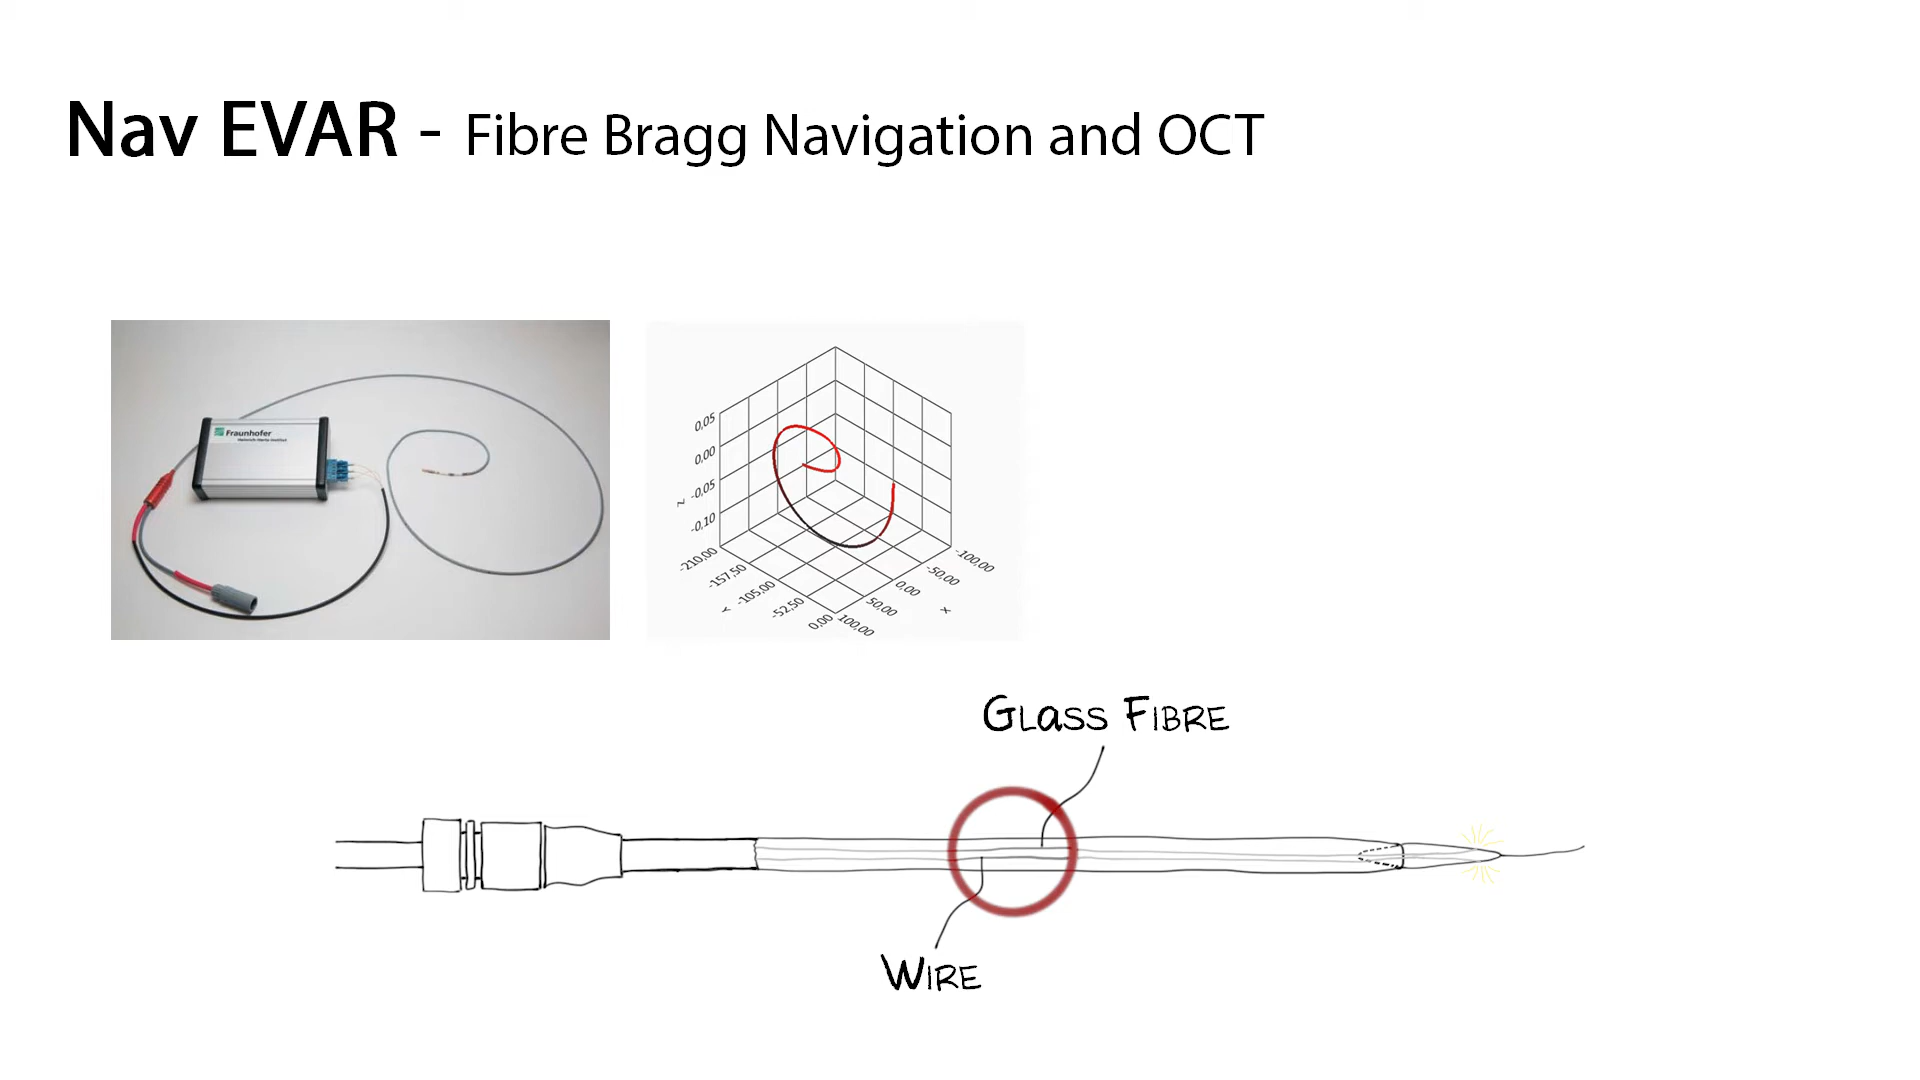 Nav EVAR - Fibre Bragg Navigation and OCT
Fraunhofer
Heinrich-Hertz-Institut
0,05
0,00
-0,05
-0,10
Z
-210,00
-157,50
-105,00
-52,50
0,00
Y
-100,00
-50,00
0,00
50,00
100,00
X
Glass Fibre
Wire